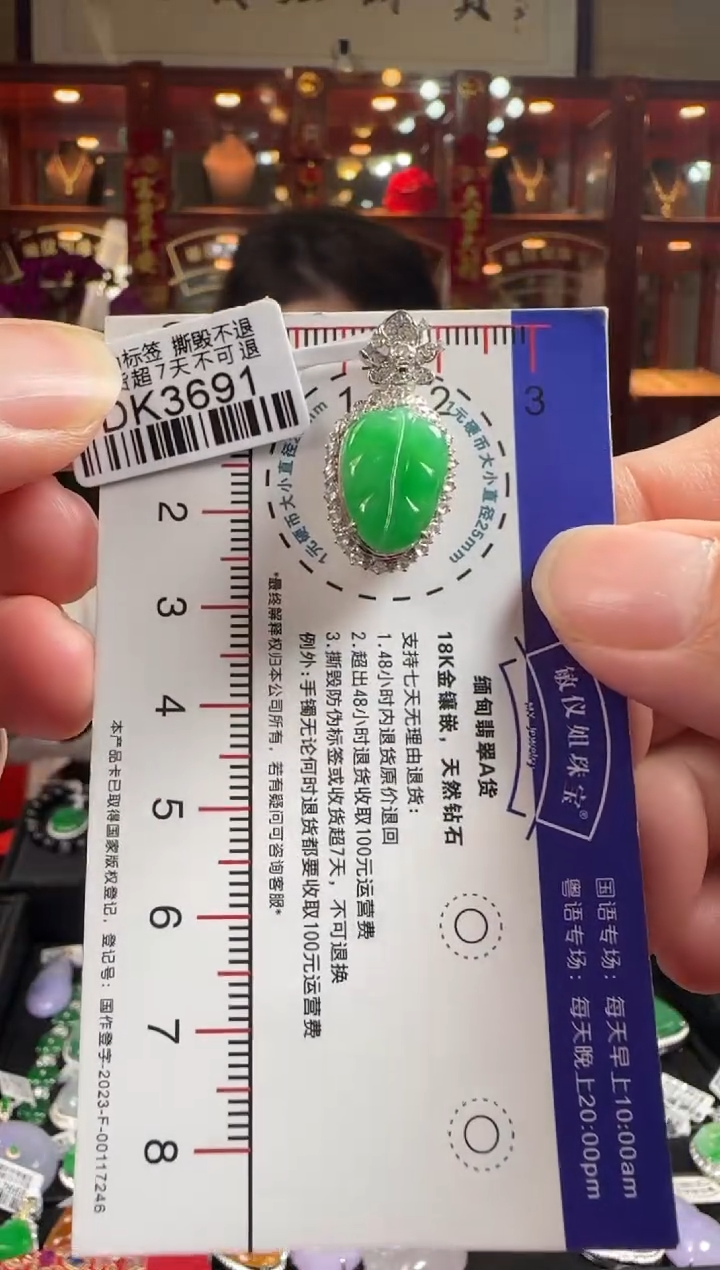 标签 撕毁不退
超7天不可退
DK3691
1
2
3
1元硬币大小直径25mm
1元硬币大小直径25mm
2
3
4
5
6
7
8
敏仪姐珠宝®
MY·jewelry
国语专场：每天早上10:00am
粤语专场：每天晚上20:00pm
缅甸翡翠A货
18K金镶嵌，天然钻石
支持七天无理由退货：
1.48小时内退货原价退回
2.超出48小时退货收取100元运营费
3.撕毁防伪标签或收货超7天，不可退换
例外：手镯无论何时退货都要收取100元运营费
*最终解释权归本公司所有，若有疑问可咨询客服*
本产品卡已取得国家版权登记，登记号：国作登字-2023-F-00117246